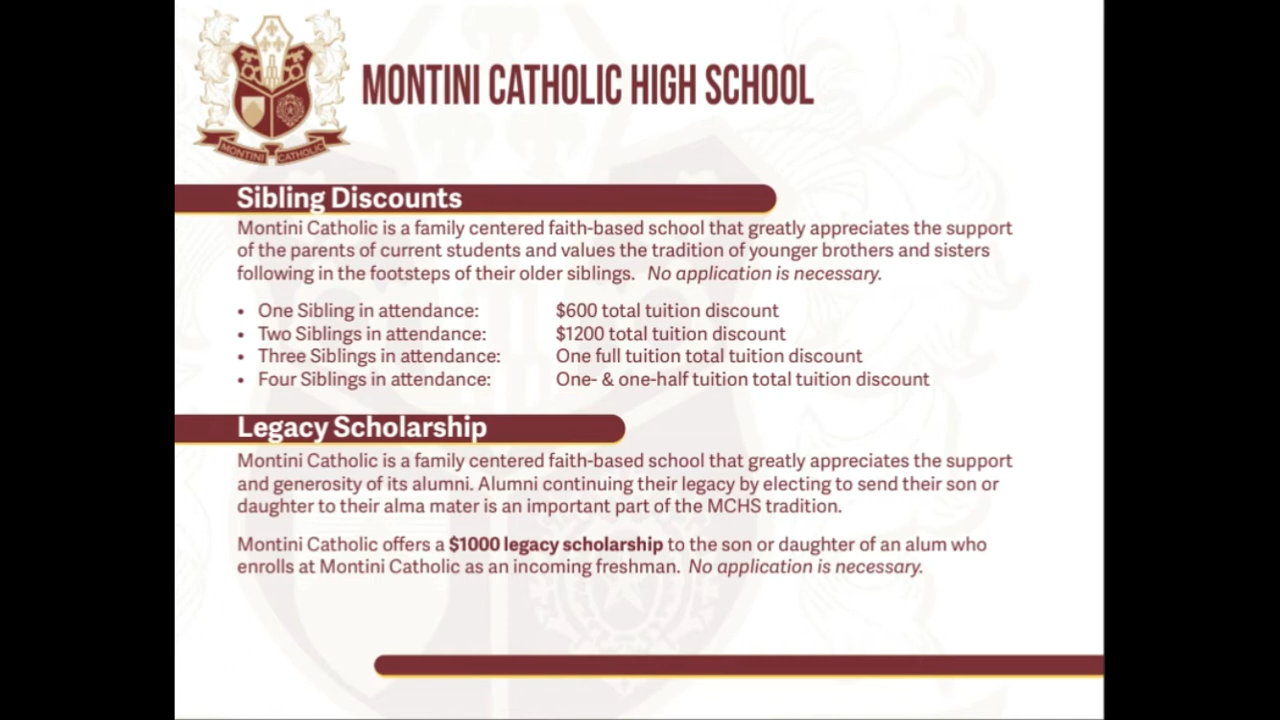 MONTINI CATHOLIC HIGH SCHOOL
MONTINI CATHOLIC
Sibling Discounts
Montini Catholic is a family centered faith-based school that greatly appreciates the support
of the parents of current students and values the tradition of younger brothers and sisters
following in the footsteps of their older siblings. No application is necessary.
• One Sibling in attendance: $600 total tuition discount
• Two Siblings in attendance: $1200 total tuition discount
• Three Siblings in attendance: One full tuition total tuition discount
• Four Siblings in attendance: One- & one-half tuition total tuition discount
Legacy Scholarship
Montini Catholic is a family centered faith-based school that greatly appreciates the support
and generosity of its alumni. Alumni continuing their legacy by electing to send their son or
daughter to their alma mater is an important part of the MCHS tradition.
Montini Catholic offers a $1000 legacy scholarship to the son or daughter of an alum who
enrolls at Montini Catholic as an incoming freshman. No application is necessary.